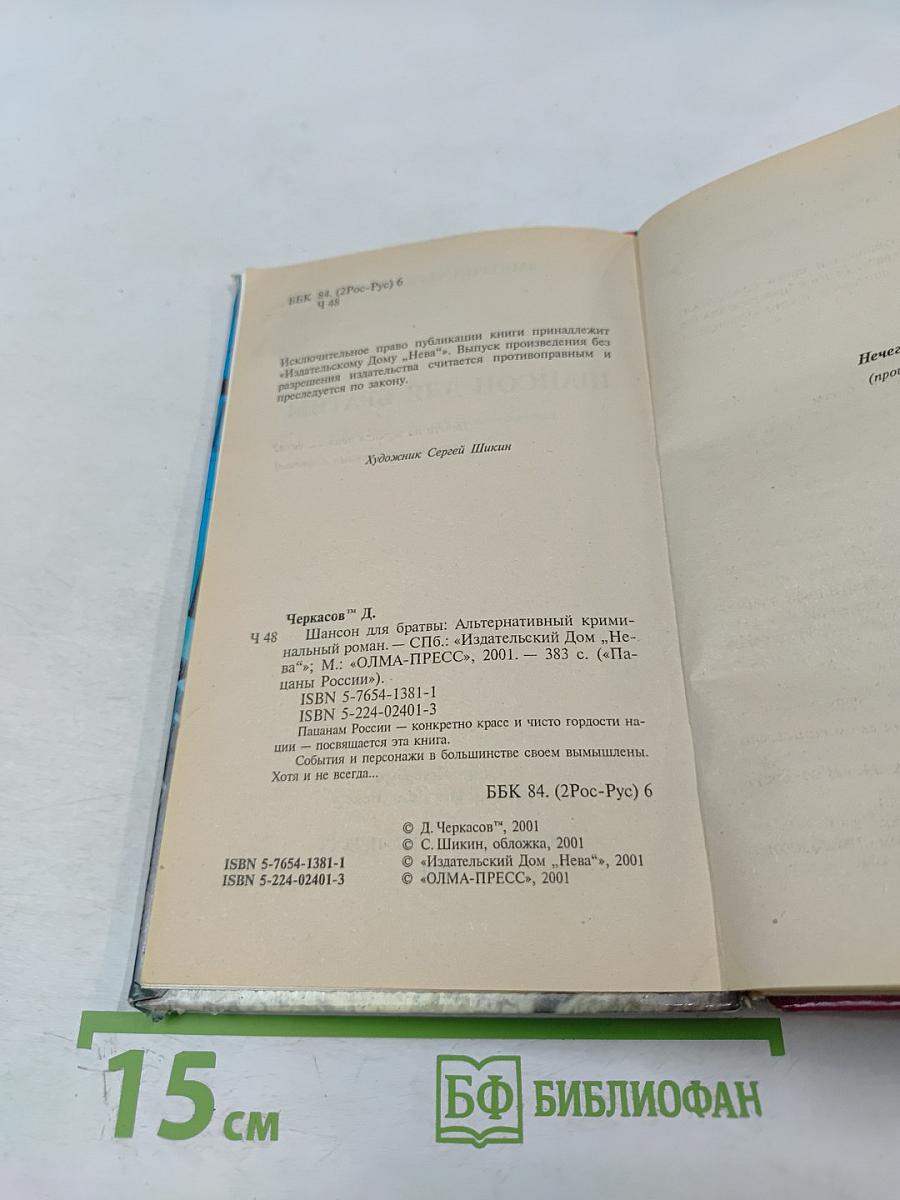 ББК 84. (2Рос-Рус) 6
Ч 48
Исключительное право публикации книги принадлежит
«Издательскому Дому „Нева“». Выпуск произведения без
разрешения издательства считается противоправным и
преследуется по закону.
Художник Сергей Шикин
Черкасов™ Д.
Ч 48 Шансон для братвы: Альтернативный крими-
нальный роман. — СПб.: «Издательский Дом „Не-
ва“»; М.: «ОЛМА-ПРЕСС», 2001. — 383 с. («Па-
цаны России»).
ISBN 5-7654-1381-1
ISBN 5-224-02401-3
Пацанам России — конкретно красе и чисто гордости на-
ции — посвящается эта книга.
События и персонажи в большинстве своем вымышлены.
Хотя и не всегда...
ББК 84. (2Рос-Рус) 6
© Д. Черкасов™, 2001
© С. Шикин, обложка, 2001
ISBN 5-7654-1381-1 © «Издательский Дом „Нева“», 2001
ISBN 5-224-02401-3 © «ОЛМА-ПРЕСС», 2001
Нечег
(про
15 см
БФ БИБЛИОФАН